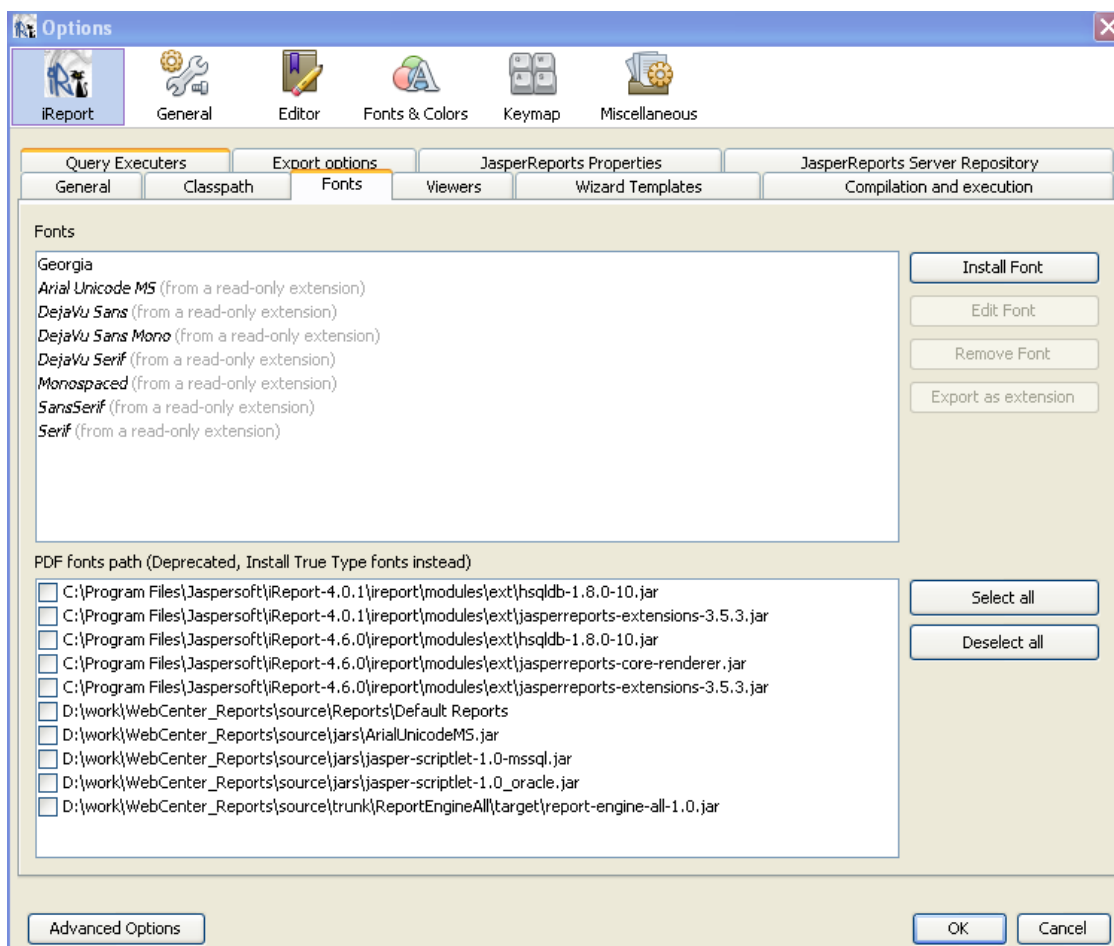 Options
iReport General Editor Fonts & Colors Keymap Miscellaneous
Query Executers Export options JasperReports Properties JasperReports Server Repository
General Classpath Fonts Viewers Wizard Templates Compilation and execution
Fonts
Georgia
Arial Unicode MS (from a read-only extension)
DejaVu Sans (from a read-only extension)
DejaVu Sans Mono (from a read-only extension)
DejaVu Serif (from a read-only extension)
Monospaced (from a read-only extension)
SansSerif (from a read-only extension)
Serif (from a read-only extension)
Install Font
Edit Font
Remove Font
Export as extension
PDF fonts path (Deprecated, Install True Type fonts instead)
C:\Program Files\Jaspersoft\iReport-4.0.1\ireport\modules\ext\hsqldb-1.8.0-10.jar
C:\Program Files\Jaspersoft\iReport-4.0.1\ireport\modules\ext\jasperreports-extensions-3.5.3.jar
C:\Program Files\Jaspersoft\iReport-4.6.0\ireport\modules\ext\hsqldb-1.8.0-10.jar
C:\Program Files\Jaspersoft\iReport-4.6.0\ireport\modules\ext\jasperreports-core-renderer.jar
C:\Program Files\Jaspersoft\iReport-4.6.0\ireport\modules\ext\jasperreports-extensions-3.5.3.jar
D:\work\WebCenter_Reports\source\Reports\Default Reports
D:\work\WebCenter_Reports\source\jars\ArialUnicodeMS.jar
D:\work\WebCenter_Reports\source\jars\jasper-scriptlet-1.0-mssql.jar
D:\work\WebCenter_Reports\source\jars\jasper-scriptlet-1.0_oracle.jar
D:\work\WebCenter_Reports\source\trunk\ReportEngineAll\target\report-engine-all-1.0.jar
Select all
Deselect all
Advanced Options OK Cancel